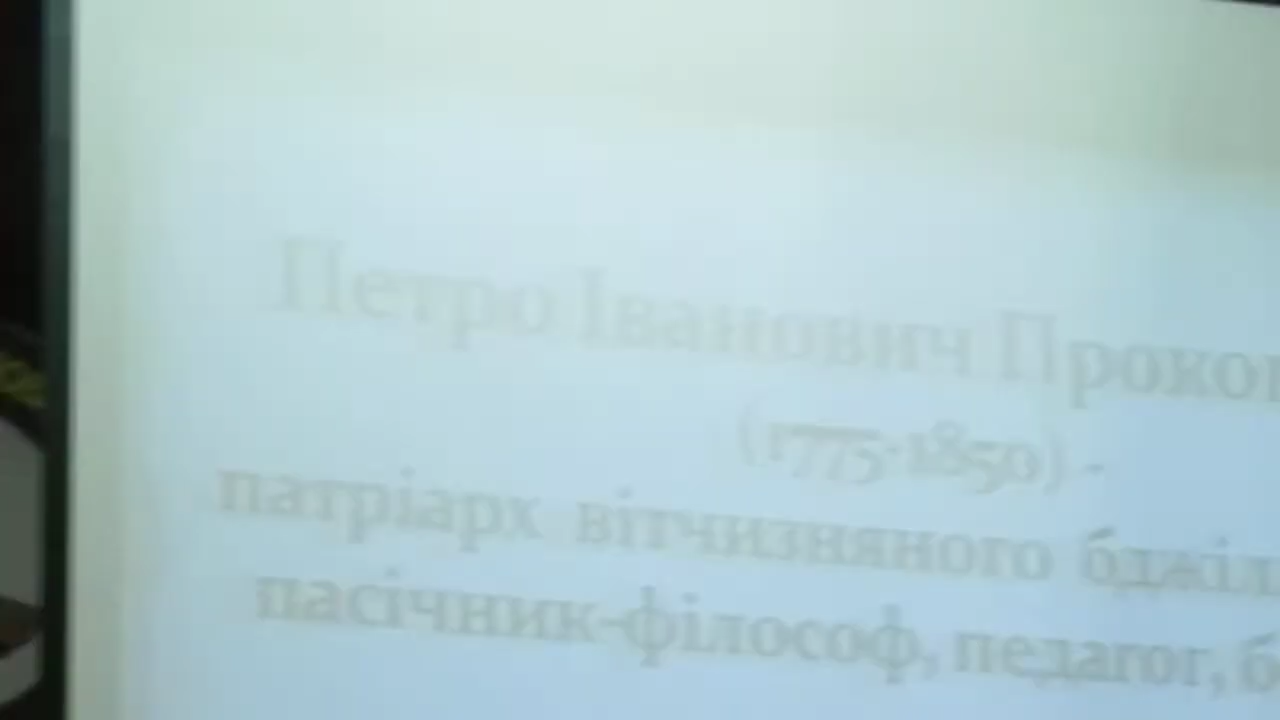 Петро Іванович
(1775-1850) -
патріарх вітчизняного
пасічник-філософ, педагог,